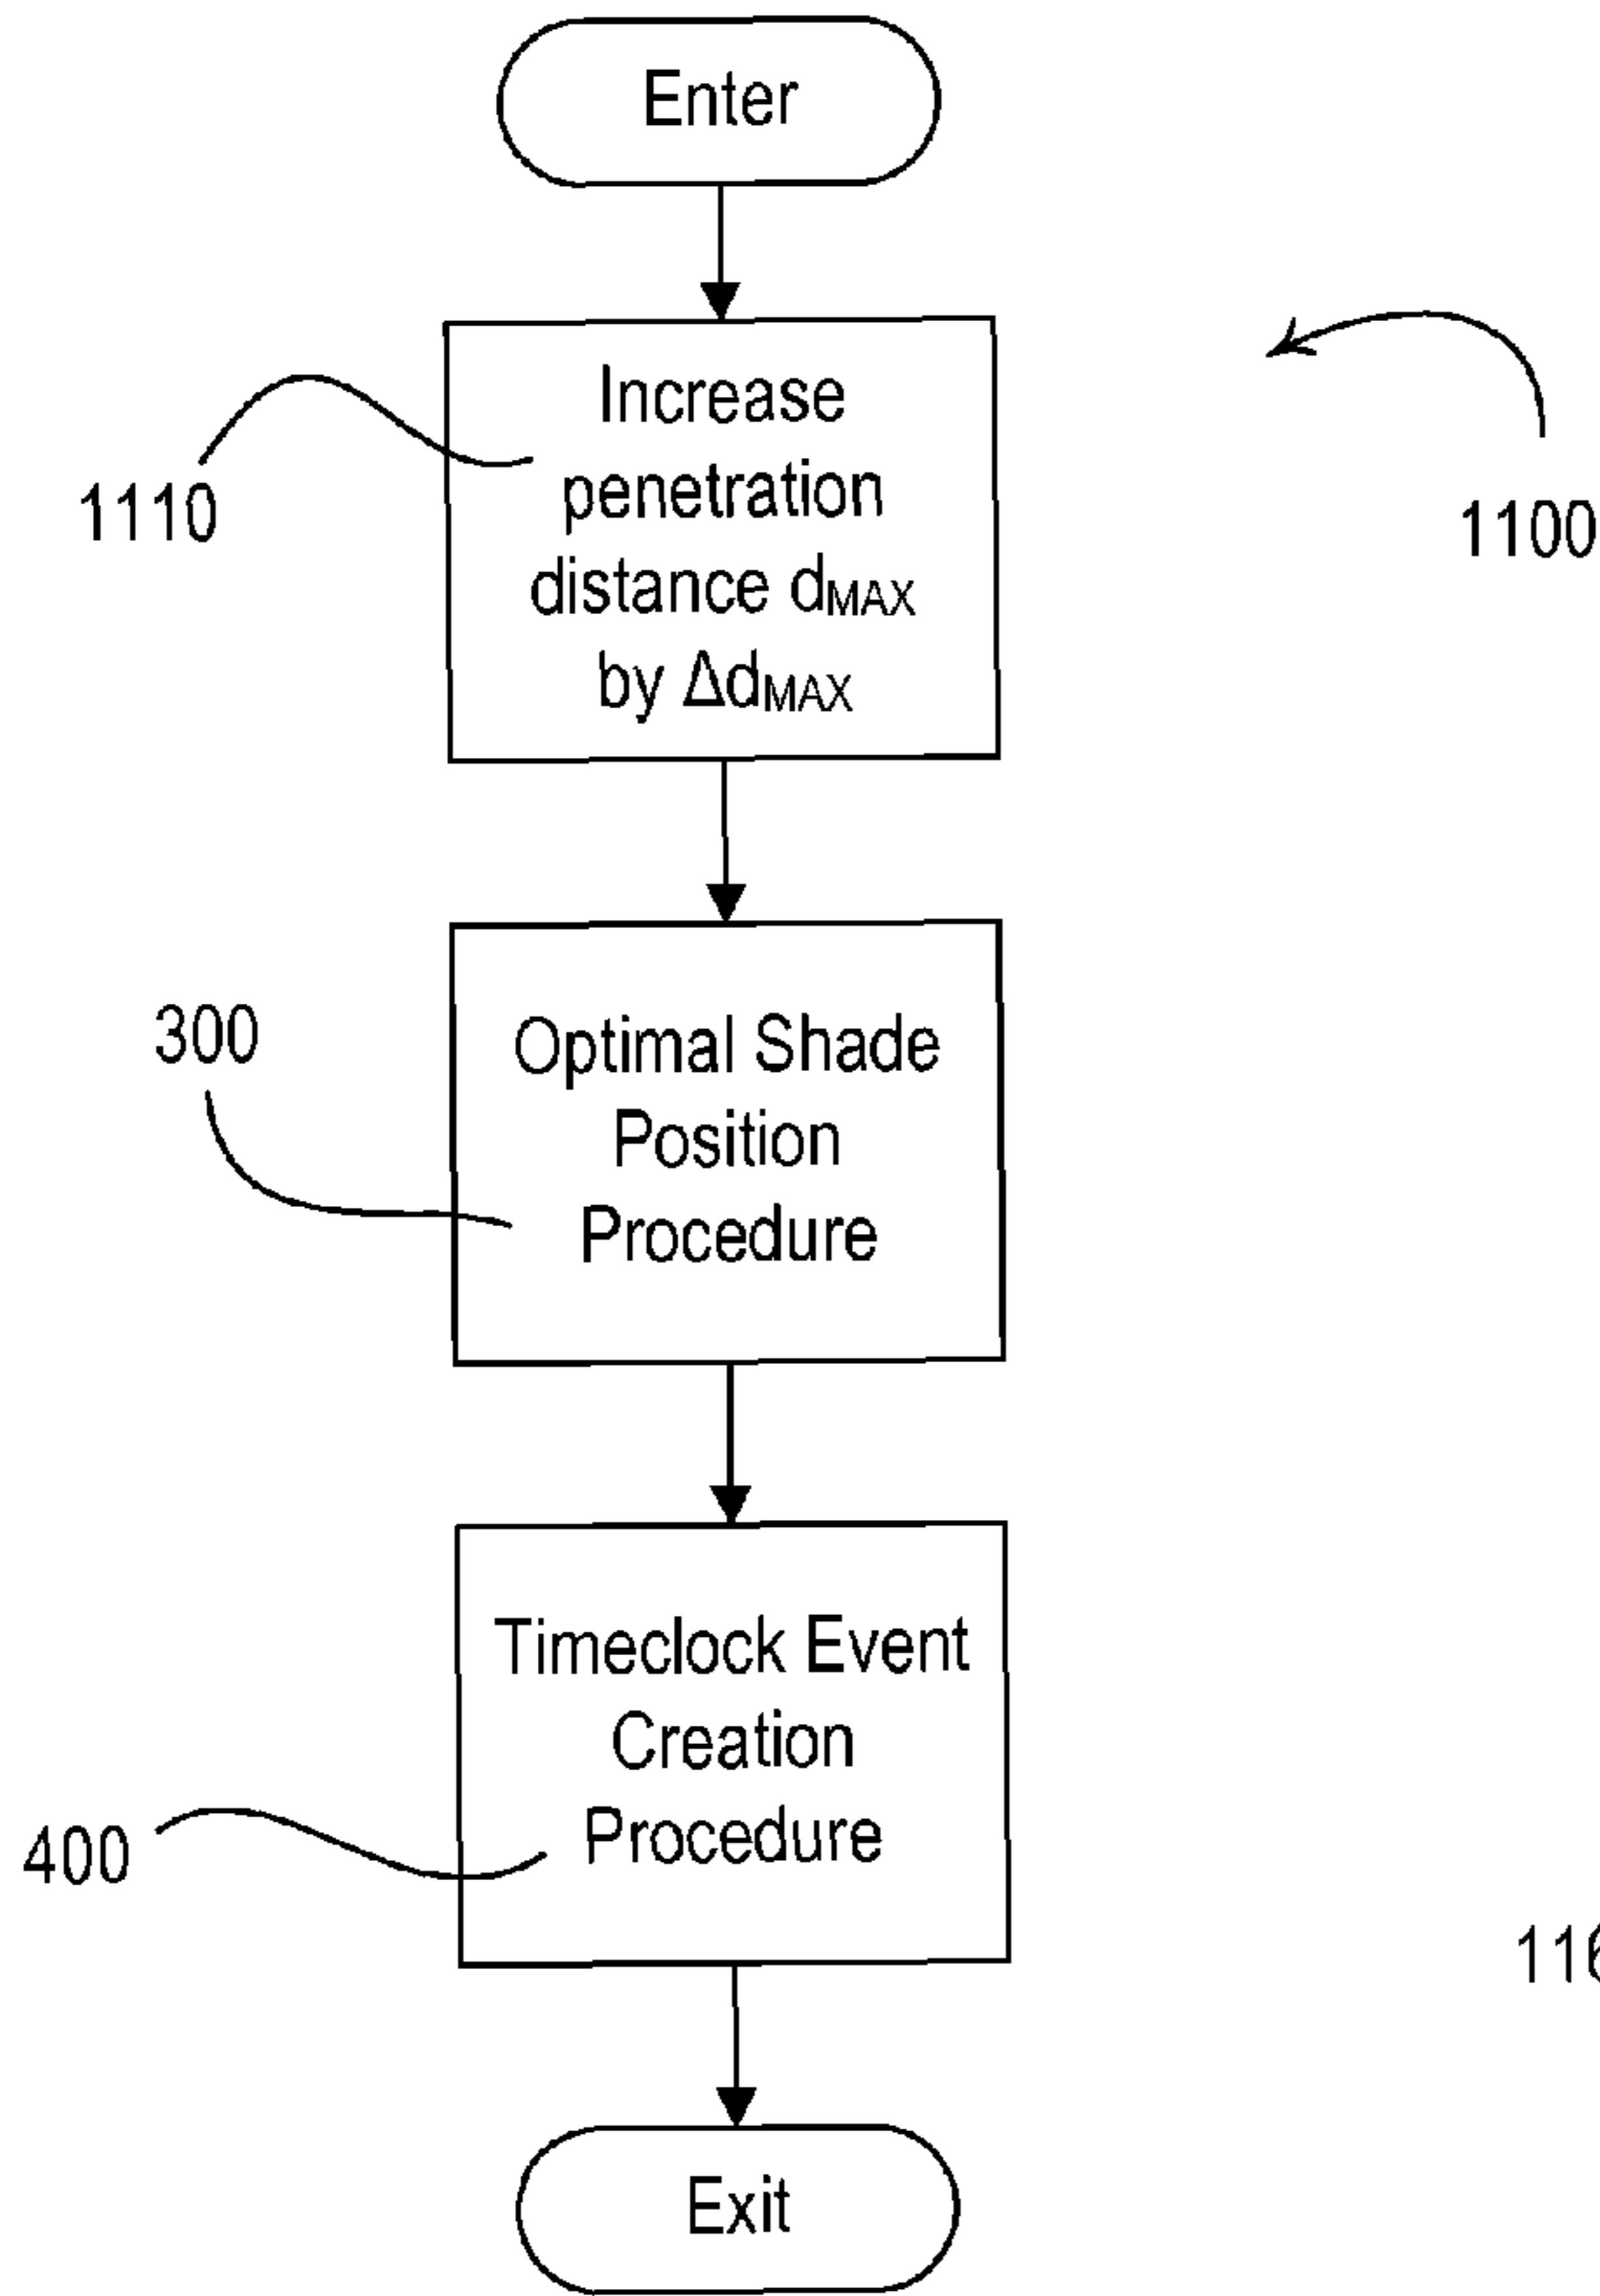 Enter
Increase
penetration
distance dMAX
by ΔdMAX
1110
1100
Optimal Shade
Position
Procedure
300
Timeclock Event
Creation
Procedure
400
Exit